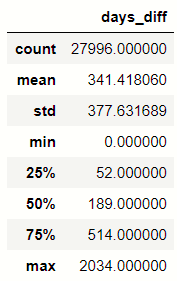 days_diff
count 27996.000000
mean 341.418060
std 377.631689
min 0.000000
25% 52.000000
50% 189.000000
75% 514.000000
max 2034.000000